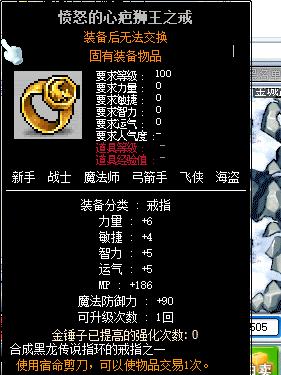 愤怒的心疤狮王之戒
装备后无法交换
固有装备物品
要求等级： 100
要求力量： 0
要求敏捷： 0
要求智力： 0
要求运气： 0
要求人气度： -
道具等级： -
道具经验值： -
新手 战士 魔法师 弓箭手 飞侠 海盗
装备分类 : 戒指
力量 : +6
敏捷 : +4
智力 : +5
运气 : +5
MP : +186
魔法防御力 : +90
可升级次数 : 1回
金锤子已提高的强化次数: 0
合成黑龙传说指环的戒指之一
使用宿命剪刀，可以使物品交易1次。
505